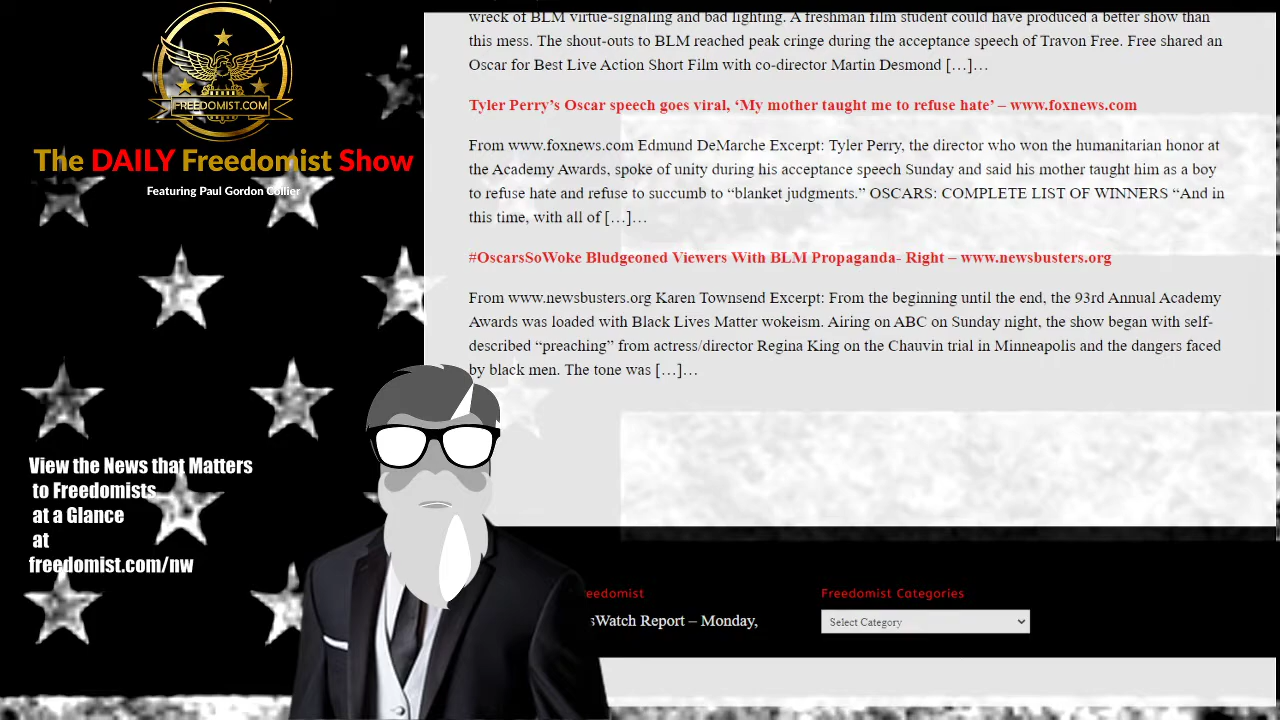 FREEDOMIST.COM
The DAILY Freedomist Show
Featuring Paul Gordon Collier
wreck of BLM virtue-signaling and bad lighting. A freshman film student could have produced a better show than
this mess. The shout-outs to BLM reached peak cringe during the acceptance speech of Travon Free. Free shared an
Oscar for Best Live Action Short Film with co-director Martin Desmond […]…
Tyler Perry’s Oscar speech goes viral, ‘My mother taught me to refuse hate’ – www.foxnews.com
From www.foxnews.com Edmund DeMarche Excerpt: Tyler Perry, the director who won the humanitarian honor at
the Academy Awards, spoke of unity during his acceptance speech Sunday and said his mother taught him as a boy
to refuse hate and refuse to succumb to “blanket judgments.” OSCARS: COMPLETE LIST OF WINNERS “And in
this time, with all of […]…
#OscarsSoWoke Bludgeoned Viewers With BLM Propaganda- Right – www.newsbusters.org
From www.newsbusters.org Karen Townsend Excerpt: From the beginning until the end, the 93rd Annual Academy
Awards was loaded with Black Lives Matter wokeism. Airing on ABC on Sunday night, the show began with self-
described “preaching” from actress/director Regina King on the Chauvin trial in Minneapolis and the dangers faced
by black men. The tone was […]…
View the News that Matters
to Freedomists
at a Glance
at
freedomist.com/nw
eedomist
sWatch Report – Monday,
Freedomist Categories
Select Category